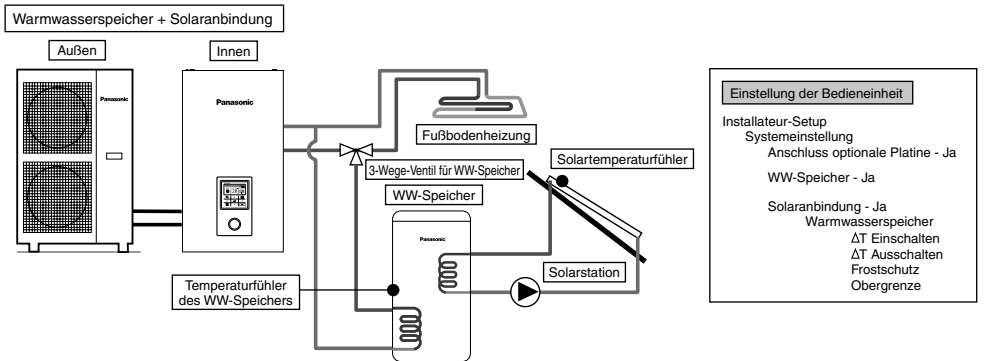 Warmwasserspeicher + Solaranbindung
Außen
Innen
Panasonic
Panasonic
Fußbodenheizung
3-Wege-Ventil für WW-Speicher
WW-Speicher
Solartemperaturfühler
Panasonic
Solarstation
Temperaturfühler
des WW-Speichers
Einstellung der Bedieneinheit
Installateur-Setup
Systemeinstellung
Anschluss optionale Platine - Ja
WW-Speicher - Ja
Solaranbindung - Ja
Warmwasserspeicher
ΔT Einschalten
ΔT Ausschalten
Frostschutz
Obergrenze